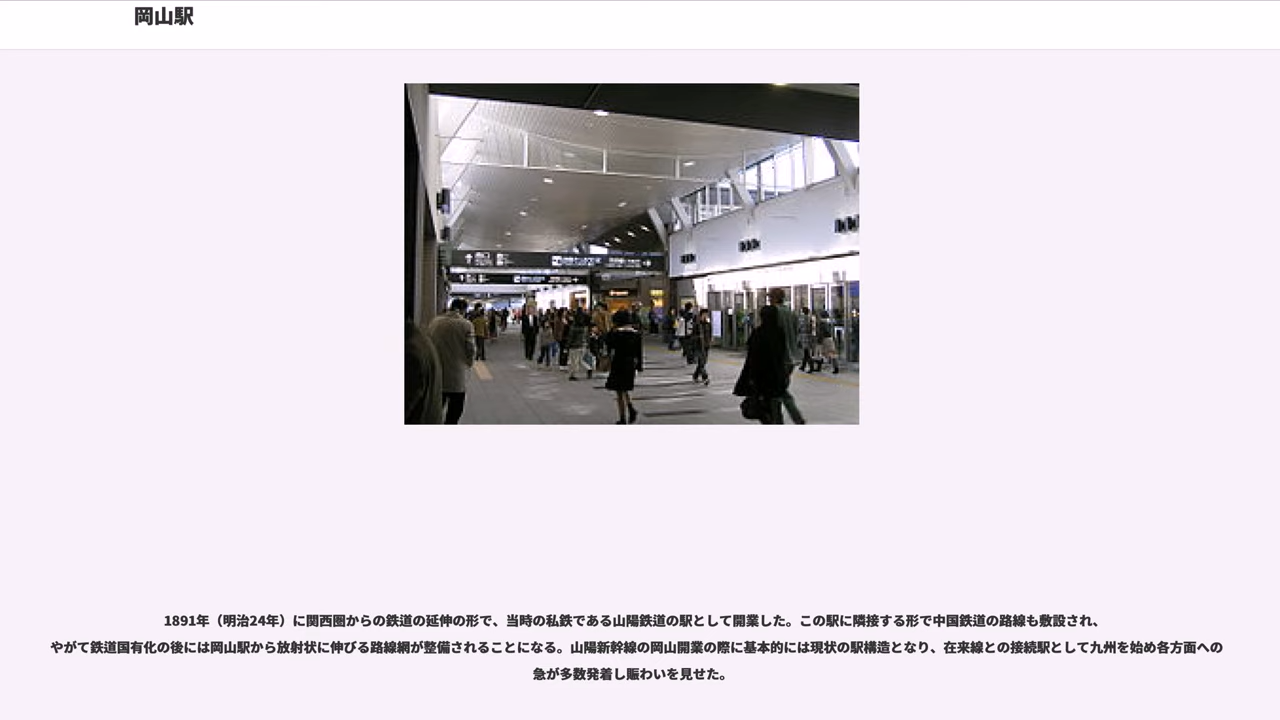 岡山駅
1891年（明治24年）に関西圏からの鉄道の延伸の形で、当時の私鉄である山陽鉄道の駅として開業した。この駅に隣接する形で中国鉄道の路線も敷設され、
やがて鉄道国有化の後には岡山駅から放射状に伸びる路線網が整備されることになる。山陽新幹線の岡山開業の際に基本的には現状の駅構造となり、在来線との接続駅として九州を始め各方面への
急が多数発着し賑わいを見せた。